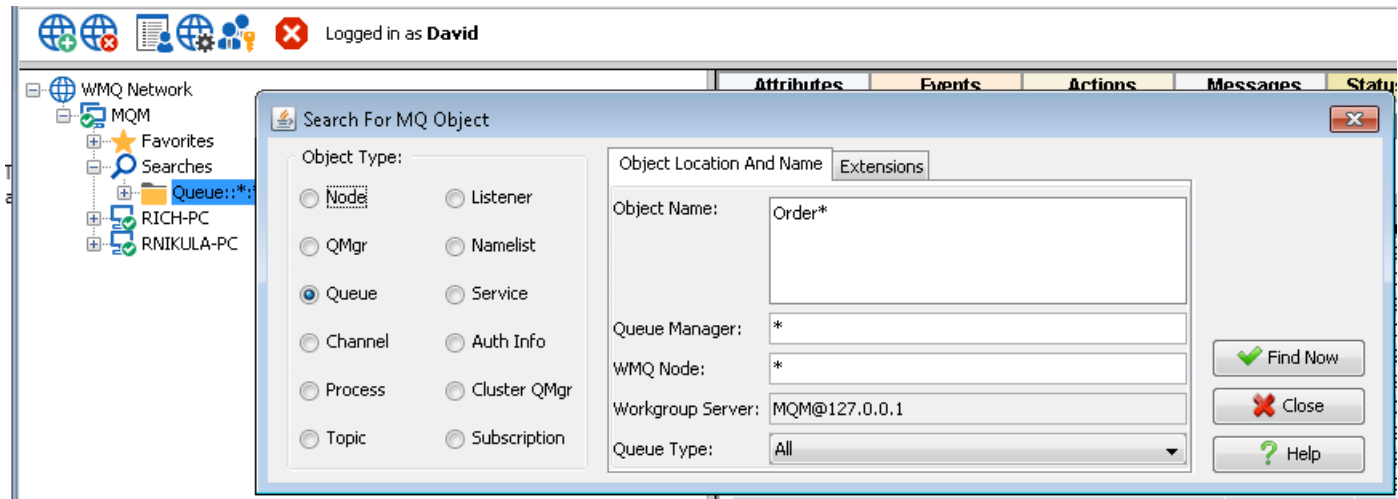 Logged in as David
WMQ Network
MQM
Favorites
Searches
Queue::*:
RICH-PC
RNIKULA-PC
Attributes Events Actions Messages
Search For MQ Object
Object Type:
Node Listener
QMgr Namelist
Queue Service
Channel Auth Info
Process Cluster QMgr
Topic Subscription
Object Location And Name Extensions
Object Name: Order*
Queue Manager: *
WMQ Node: *
Workgroup Server: MQM@127.0.0.1
Queue Type: All
Find Now
Close
Help